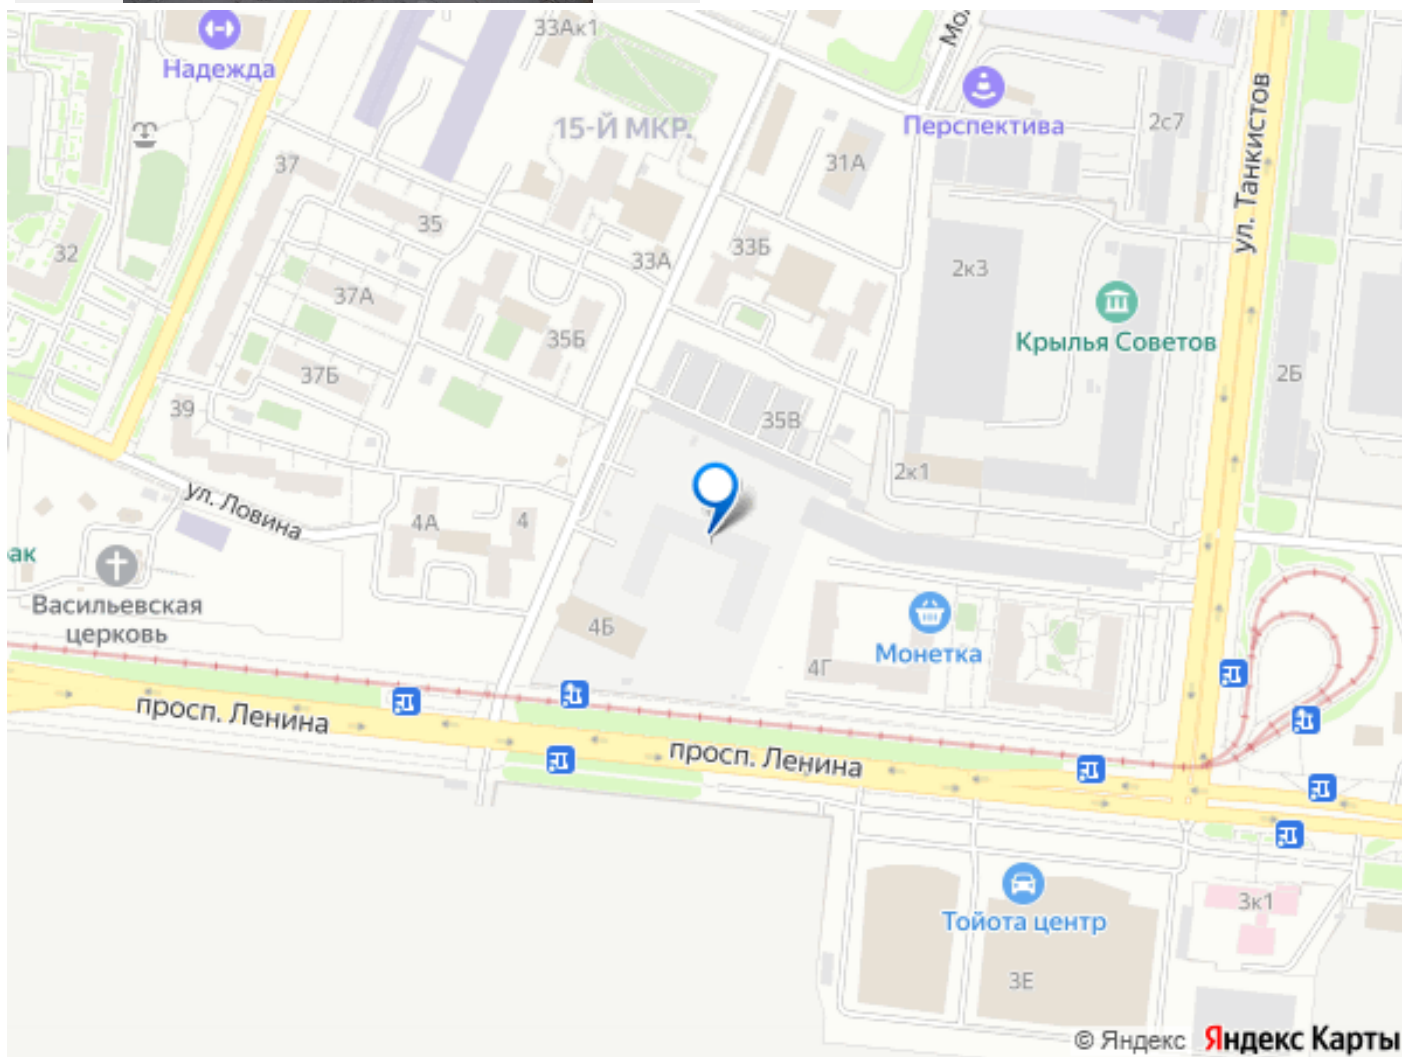 33Ак1
Мо
Надежда
15-Й МКР.
Перспектива
2с7
ул. Танкистов
37
31А
35
32
33А
33Б
2к3
37А
Крылья Советов
35Б
37Б
2Б
39
35В
2к1
ул. Ловина
4А
4
ак
Васильевская
церковь
4Б
Монетка
4Г
просп. Ленина
просп. Ленина
Тойота центр
3к1
3Е
© Яндекс Яндекс Карты